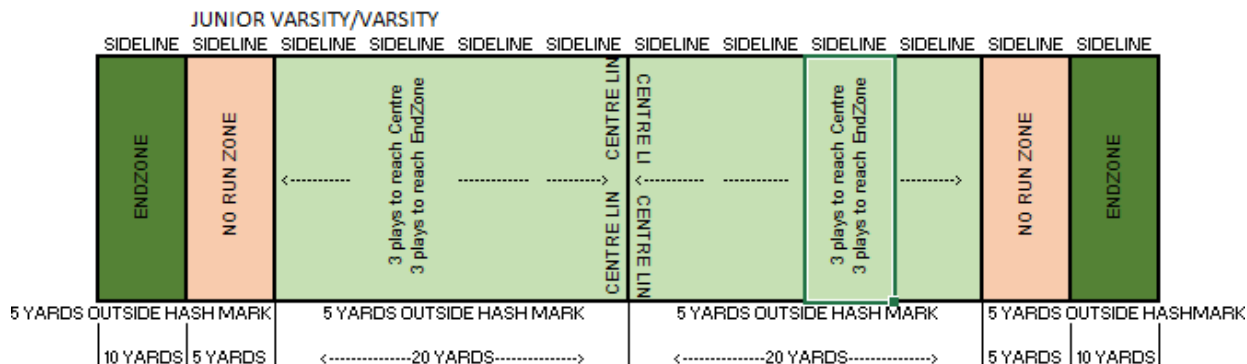 JUNIOR VARSITY/VARSITY
SIDELINE SIDELINE SIDELINE SIDELINE SIDELINE SIDELINE SIDELINE SIDELINE SIDELINE SIDELINE SIDELINE SIDELINE
ENDZONE
NO RUN ZONE
3 plays to reach Centre
3 plays to reach EndZone
CENTRE LIN
CENTRE LIN
CENTRE LI
CENTRE LIN
3 plays to reach Centre
3 plays to reach EndZone
NO RUN ZONE
ENDZONE
<---------- ---------- --------->
<---------- ---------- --------->
5 YARDS OUTSIDE HASH MARK 5 YARDS OUTSIDE HASH MARK 5 YARDS OUTSIDE HASH MARK 5 YARDS OUTSIDE HASHMARK
10 YARDS 5 YARDS <-------------20 YARDS-------------> <-------------20 YARDS-------------> 5 YARDS 10 YARDS